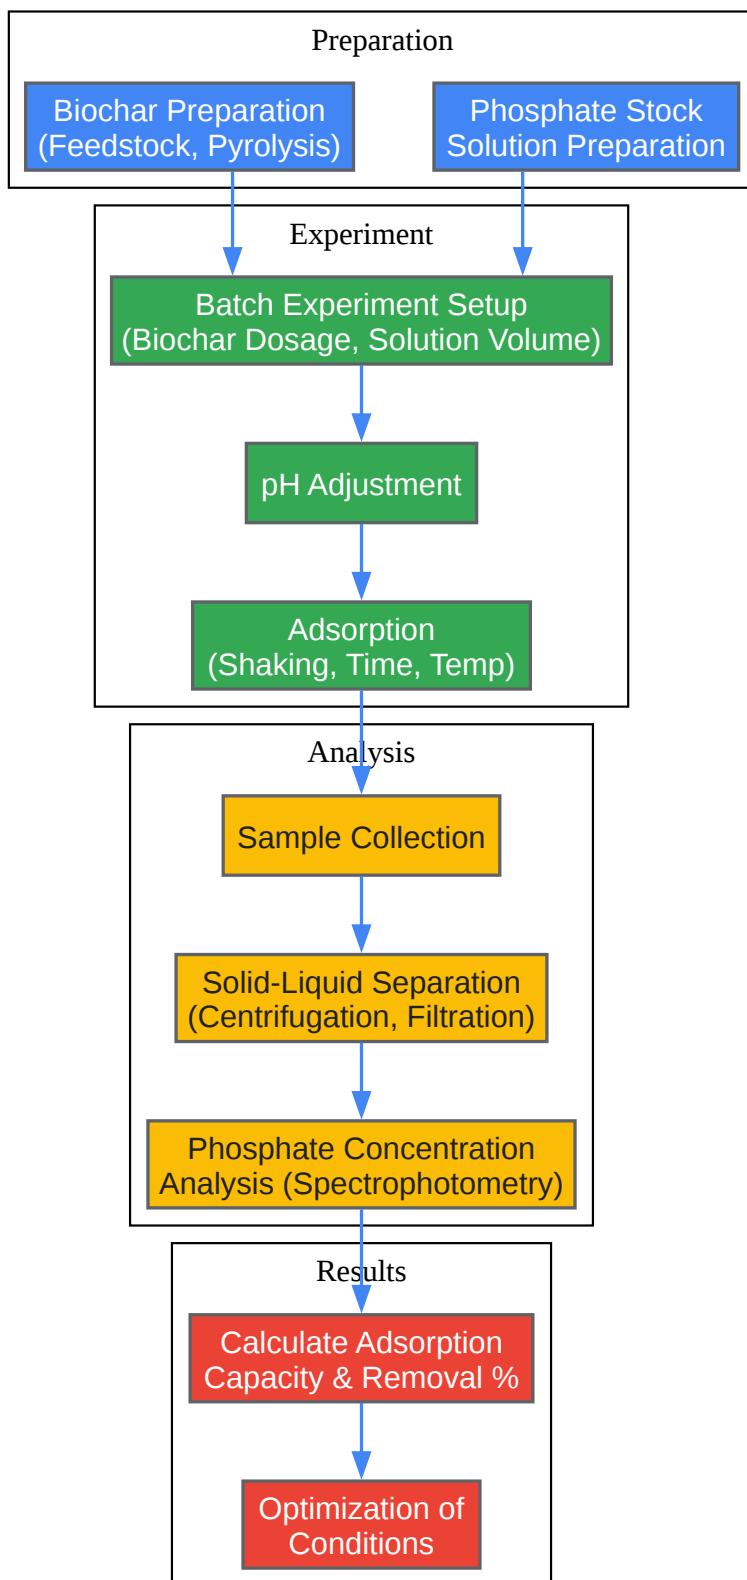 Preparation
Biochar Preparation
(Feedstock, Pyrolysis)
Phosphate Stock
Solution Preparation
Experiment
Batch Experiment Setup
(Biochar Dosage, Solution Volume)
pH Adjustment
Adsorption
(Shaking, Time, Temp)
Analysis
Sample Collection
Solid-Liquid Separation
(Centrifugation, Filtration)
Phosphate Concentration
Analysis (Spectrophotometry)
Results
Calculate Adsorption
Capacity & Removal %
Optimization of
Conditions